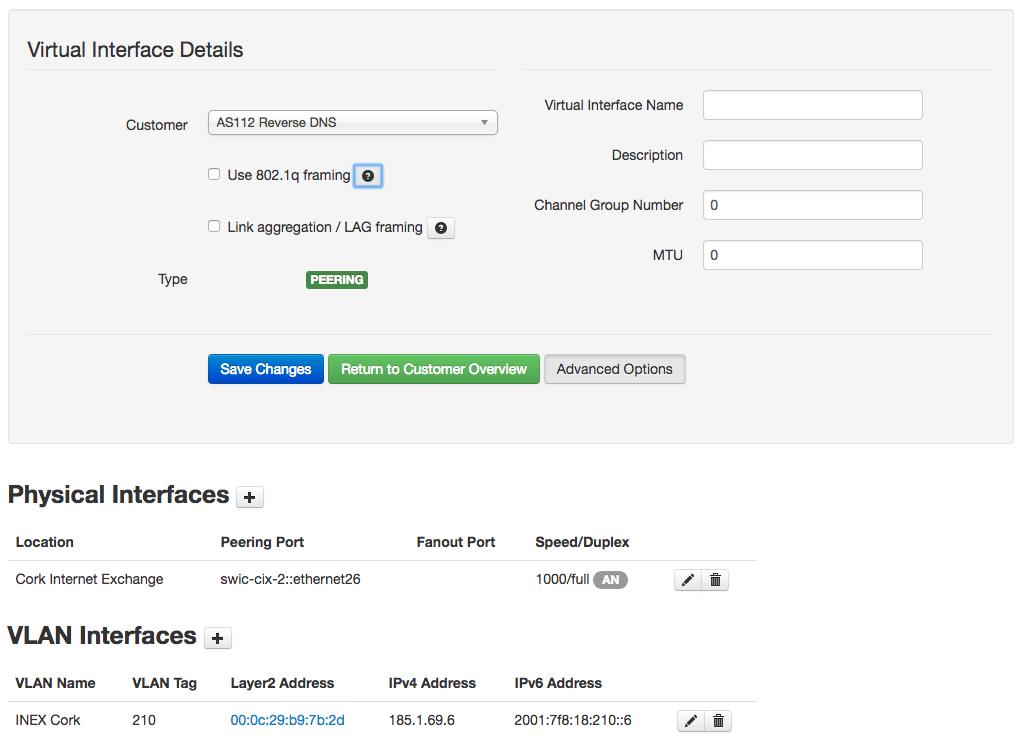 Virtual Interface Details
Customer
AS112 Reverse DNS
Use 802.1q framing ?
Link aggregation / LAG framing ?
Type
PEERING
Virtual Interface Name
Description
Channel Group Number
0
MTU
0
Save Changes Return to Customer Overview Advanced Options
Physical Interfaces +
Location Peering Port Fanout Port Speed/Duplex
Cork Internet Exchange swic-cix-2::ethernet26 1000/full AN
VLAN Interfaces +
VLAN Name VLAN Tag Layer2 Address IPv4 Address IPv6 Address
INEX Cork 210 00:0c:29:b9:7b:2d 185.1.69.6 2001:7f8:18:210::6